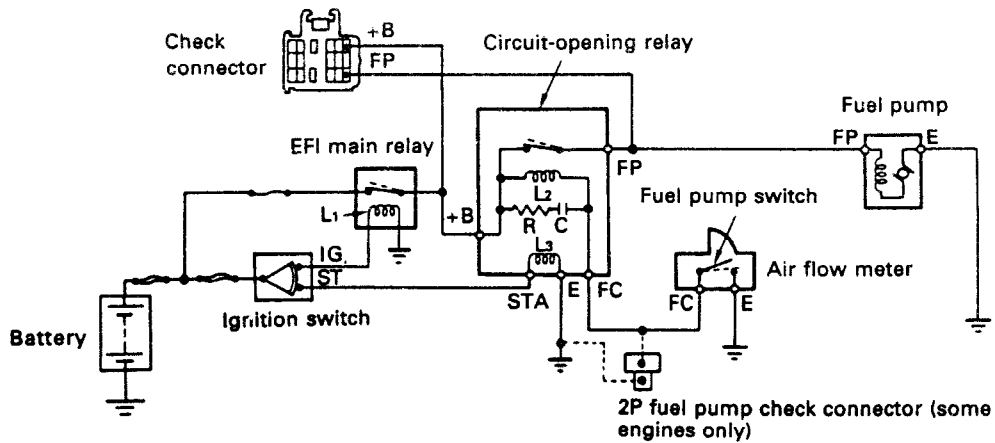 Check
connector
+B
FP
Circuit-opening relay
Fuel pump
FP
E
EFI main relay
FP
L2
Fuel pump switch
L1
+B
R
C
L3
IG.
ST
Air flow meter
STA
E
FC
FC
E
Ignition switch
Battery
2P fuel pump check connector (some
engines only)